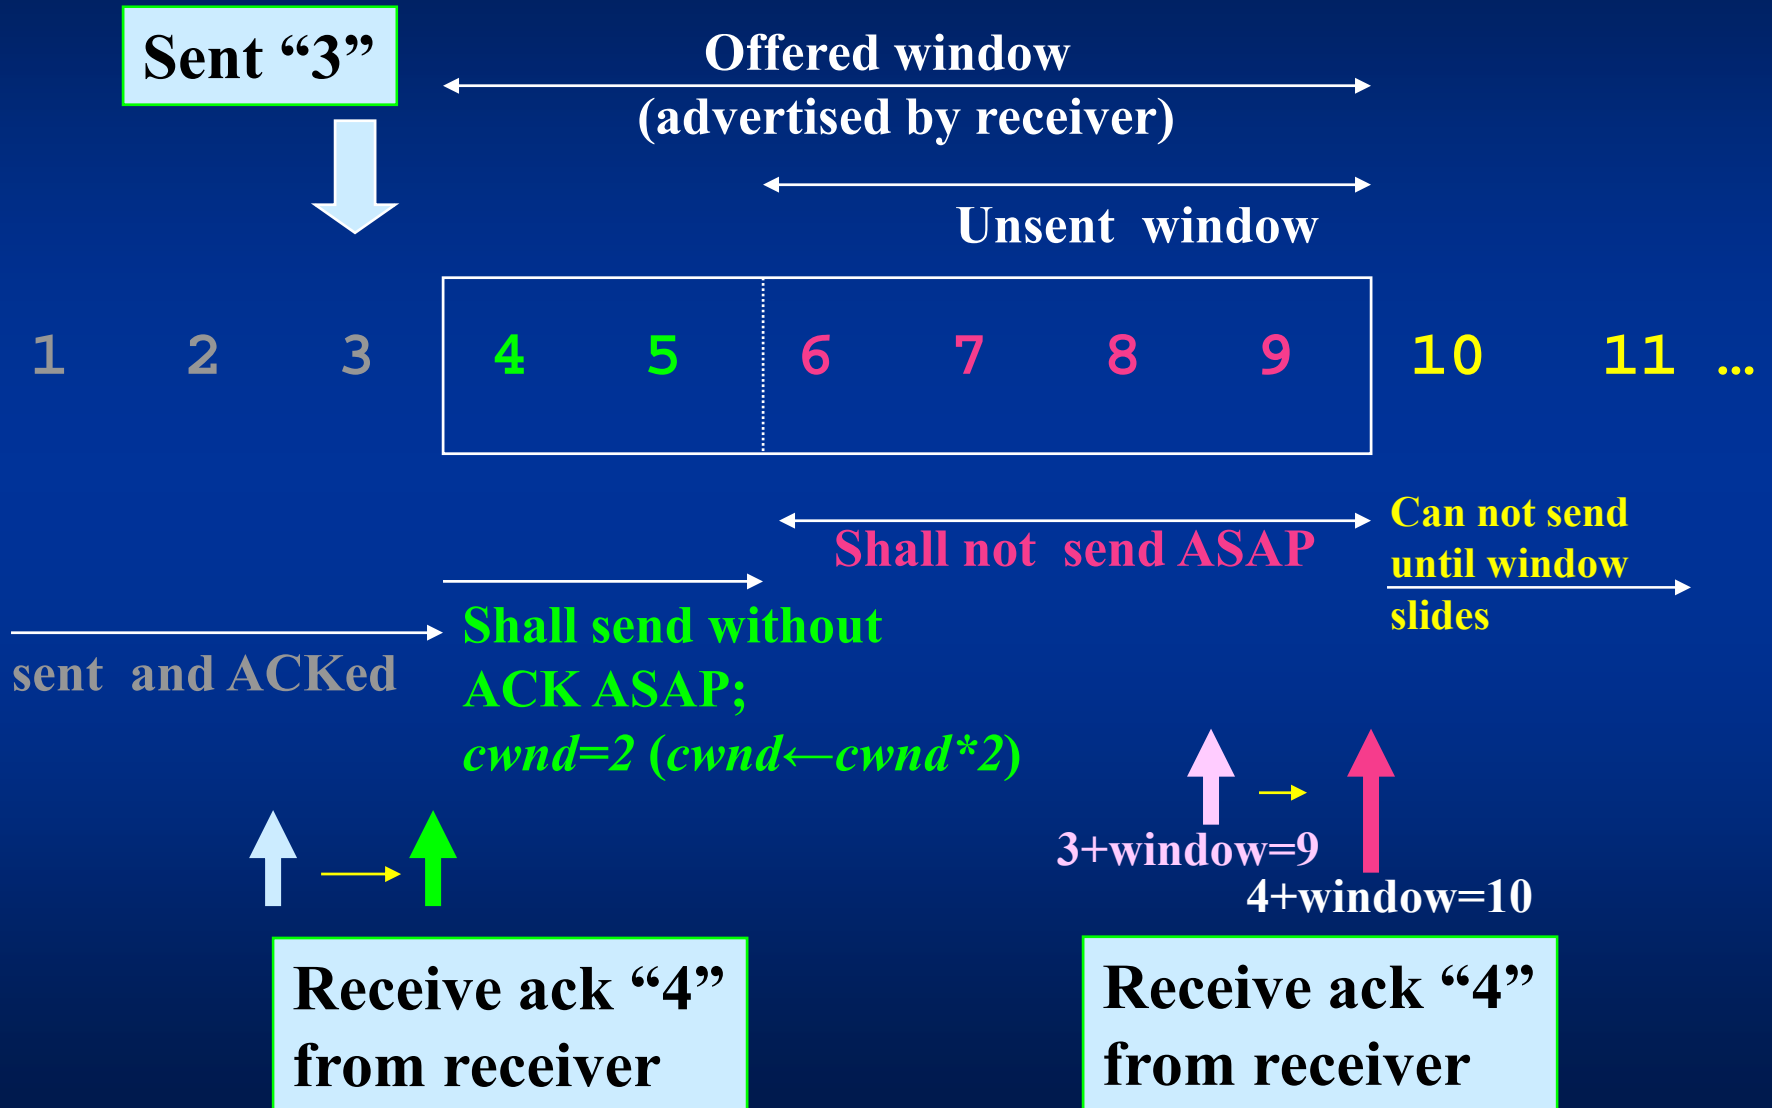 Sent “3”
Offered window
(advertised by receiver)
Unsent window
1 2 3 4 5 6 7 8 9 10 11 …
Can not send
until window
slides
Shall not send ASAP
Shall send without
ACK ASAP;
cwnd=2 (cwnd←cwnd*2)
sent and ACKed
3+window=9
4+window=10
Receive ack “4”
from receiver
Receive ack “4”
from receiver